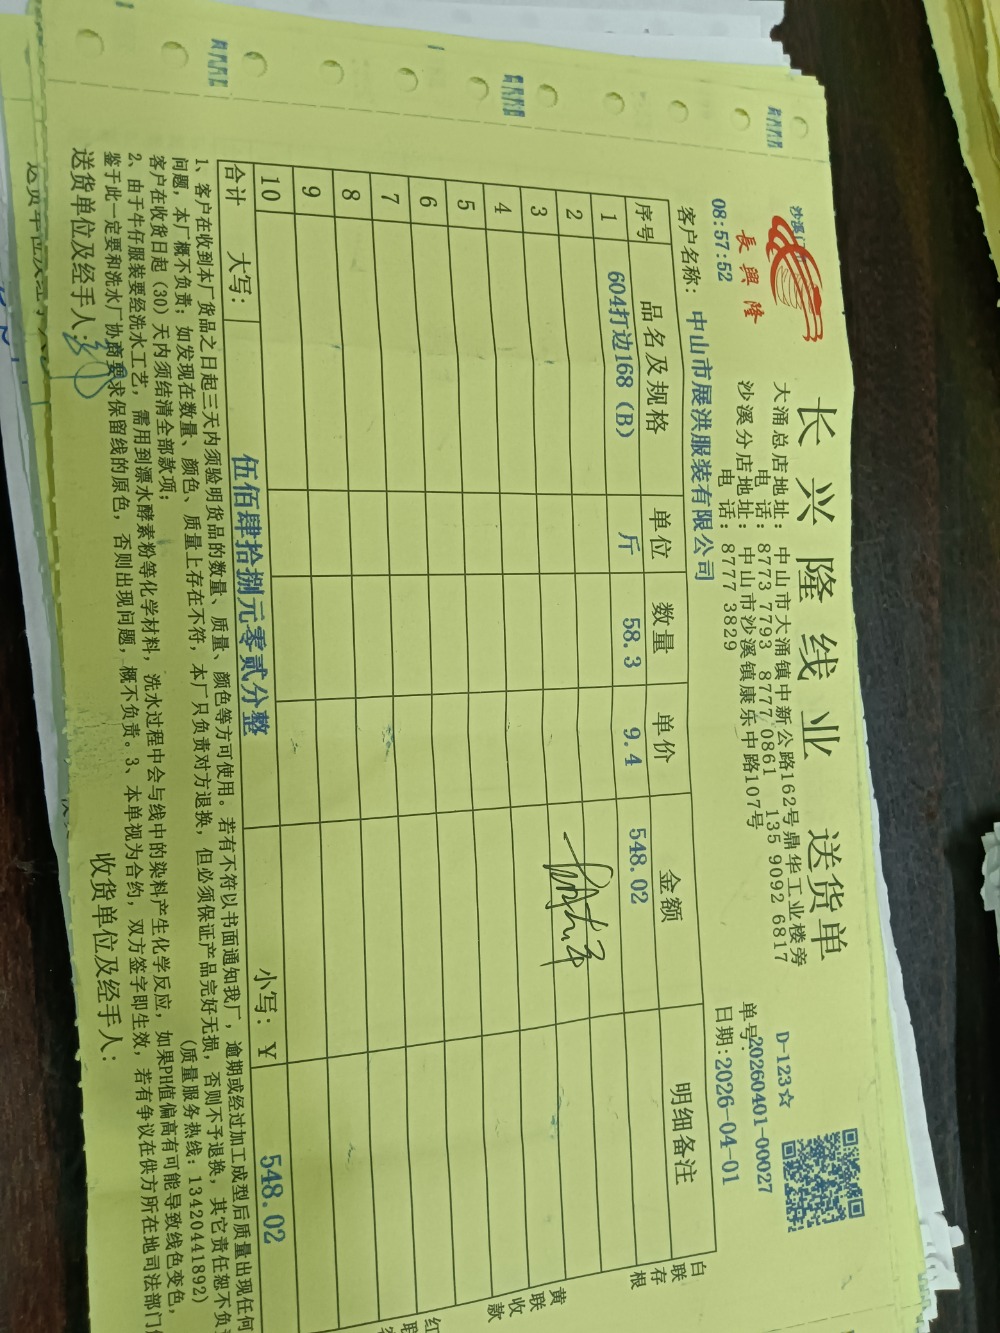 長興隆
长兴隆线业 送货单
大涌总店地址: 中山市大涌镇中新公路162号鼎华工业楼旁
电话: 8773 7793 8777 0861 135 9092 6817
沙溪分店地址: 中山市沙溪镇康乐中路107号
电话: 8777 3829
D-123☆
单号:20260401-00027
日期:2026-04-01
08:57:52
客户名称: 中山市展洪服装有限公司
序号 品名及规格 单位 数量 单价 金额 明细备注
1 604打边168 (B) 斤 58.3 9.4 548.02
2
3
4
5
6
7
8
9
10
合计 大写: 伍佰肆拾捌元零贰分整 小写: ¥ 548.02
1、客户在收到本厂货品之日起三天内须验明货品的数量、质量、颜色等方可使用。若有不符以书面通知我厂, 逾期或经过加工成型后质量出现任何
问题, 本厂概不负责; 如发现在数量、颜色、质量上存在不符, 本厂只负责对方退换, 但必须保证产品完好无损, 否则不予退换, 其它责任恕不负
客户在收货日起 (30) 天内须结清全部款项; (质量服务热线: 13420441892)
2、由于牛仔服装要经洗水工艺, 需用到漂水酵素粉等化学材料, 洗水过程中会与线中的染料产生化学反应, 如果PH值偏高有可能导致线色变色,
鉴于此一定要和洗水厂协商要求保留线的原色, 否则出现问题, 概不负责。3、本单视为合约, 双方签字即生效, 若有争议在供方所在地司法部门
送货单位及经手人: 收货单位及经手人:
白联存根
黄联收款